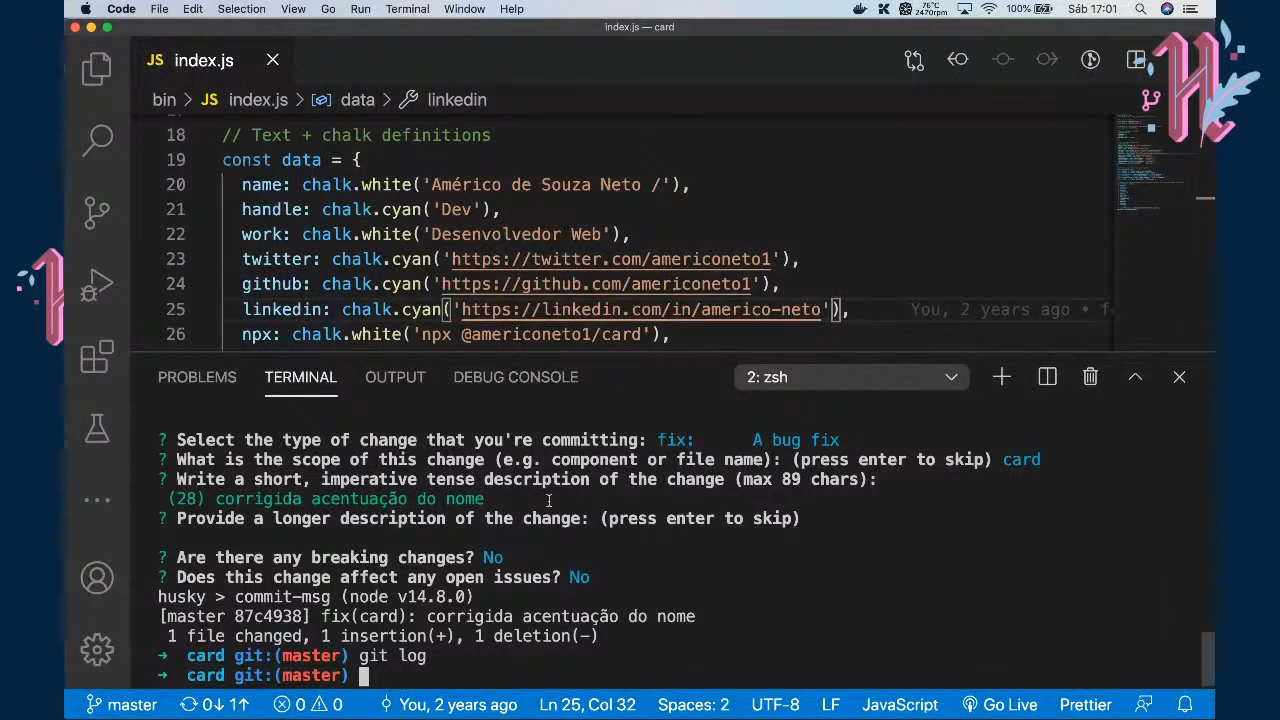 Code File Edit Selection View Go Run Terminal Window Help 76°C 2470rpm 100% Sáb 17:01
index.js — card
JS index.js
bin > JS index.js > data > linkedin
18 // Text + chalk definitions
19 const data = {
20 name: chalk.white(' Américo de Souza Neto /'),
21 handle: chalk.cyan('Dev'),
22 work: chalk.white('Desenvolvedor Web'),
23 twitter: chalk.cyan('https://twitter.com/americoneto1'),
24 github: chalk.cyan('https://github.com/americoneto1'),
25 linkedin: chalk.cyan('https://linkedin.com/in/americo-neto'), You, 2 years ago • f
26 npx: chalk.white('npx @americoneto1/card'),
PROBLEMS TERMINAL OUTPUT DEBUG CONSOLE 2: zsh
? Select the type of change that you're committing: fix: A bug fix
? What is the scope of this change (e.g. component or file name): (press enter to skip) card
? Write a short, imperative tense description of the change (max 89 chars):
(28) corrigida acentuação do nome
? Provide a longer description of the change: (press enter to skip)
? Are there any breaking changes? No
? Does this change affect any open issues? No
husky > commit-msg (node v14.8.0)
[master 87c4938] fix(card): corrigida acentuação do nome
1 file changed, 1 insertion(+), 1 deletion(-)
➜ card git:(master) git log
➜ card git:(master)
master 0↓ 1↑ 0 0 You, 2 years ago Ln 25, Col 32 Spaces: 2 UTF-8 LF JavaScript Go Live Prettier